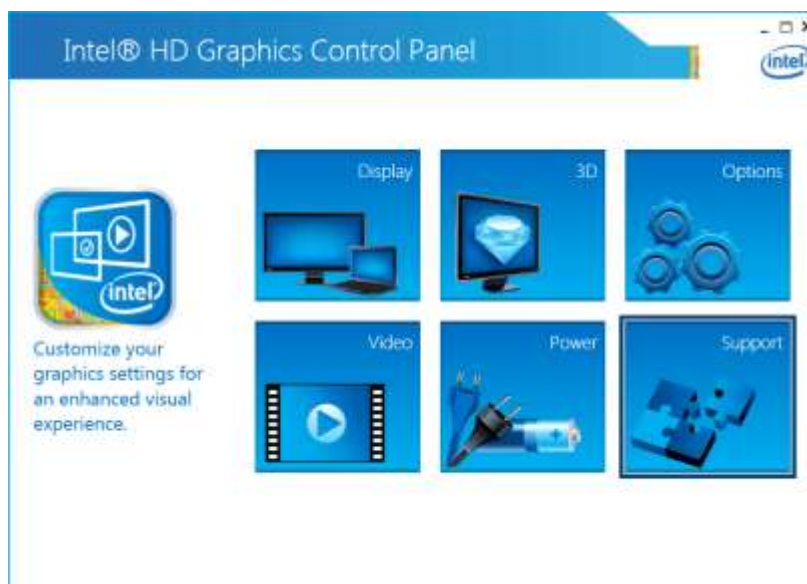 Intel® HD Graphics Control Panel
intel
Display
3D
Options
intel
Customize your
graphics settings for
an enhanced visual
experience.
Video
Power
Support